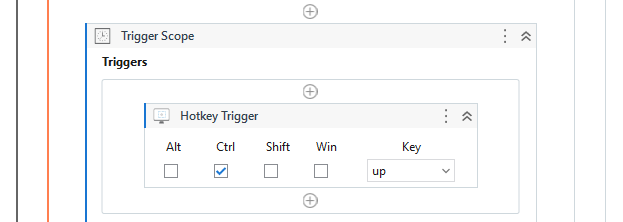 Trigger Scope
Triggers
Hotkey Trigger
Alt Ctrl Shift Win Key
up